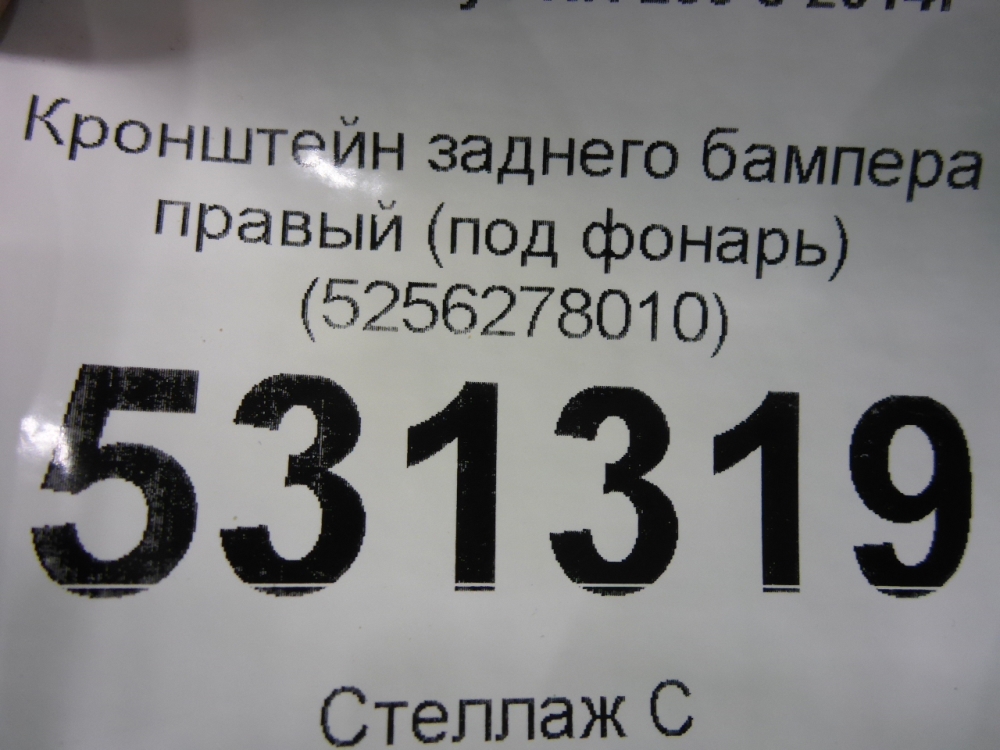 Кронштейн заднего бампера
правый (под фонарь)
(5256278010)
531319
Стеллаж С